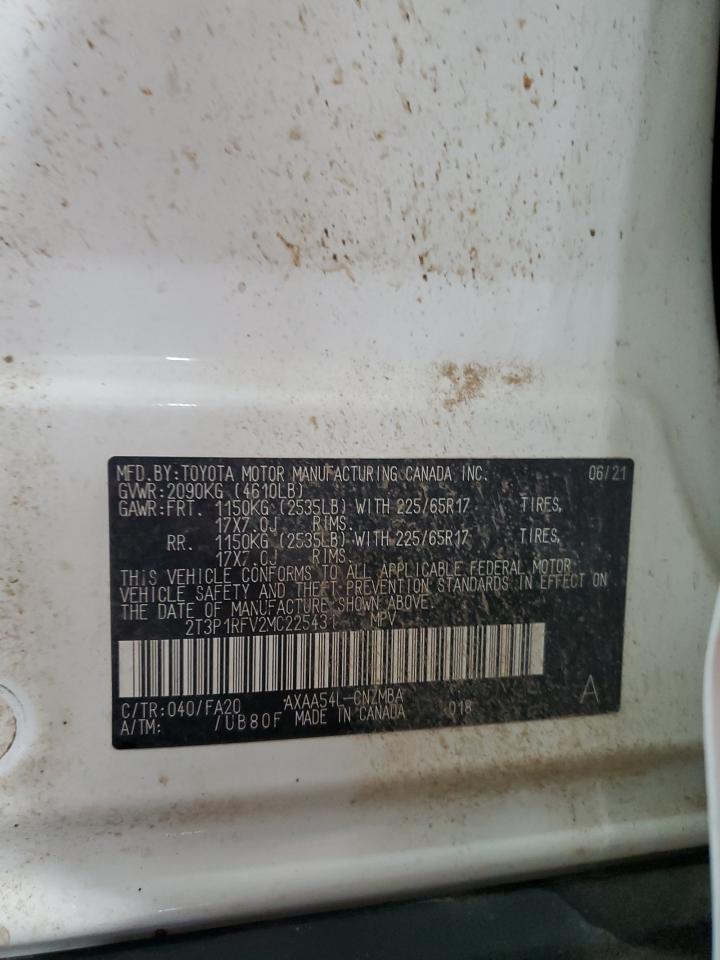 MFD.BY:TOYOTA MOTOR MANUFACTURING CANADA INC. 06/21
GVWR:2090KG (4610LB)
GAWR:FRT. 1150KG (2535LB) WITH 225/65R17 TIRES,
17X7.0J RIMS.
RR. 1150KG (2535LB) WITH 225/65R17 TIRES,
17X7.0J RIMS.
THIS VEHICLE CONFORMS TO ALL APPLICABLE FEDERAL MOTOR
VEHICLE SAFETY AND THEFT PREVENTION STANDARDS IN EFFECT ON
THE DATE OF MANUFACTURE SHOWN ABOVE.
2T3P1RFV2MC225431 MPV
C/TR:040/FA20 AXAA54L-CNZMBA 018 A
A/TM: /UB80F MADE IN CANADA